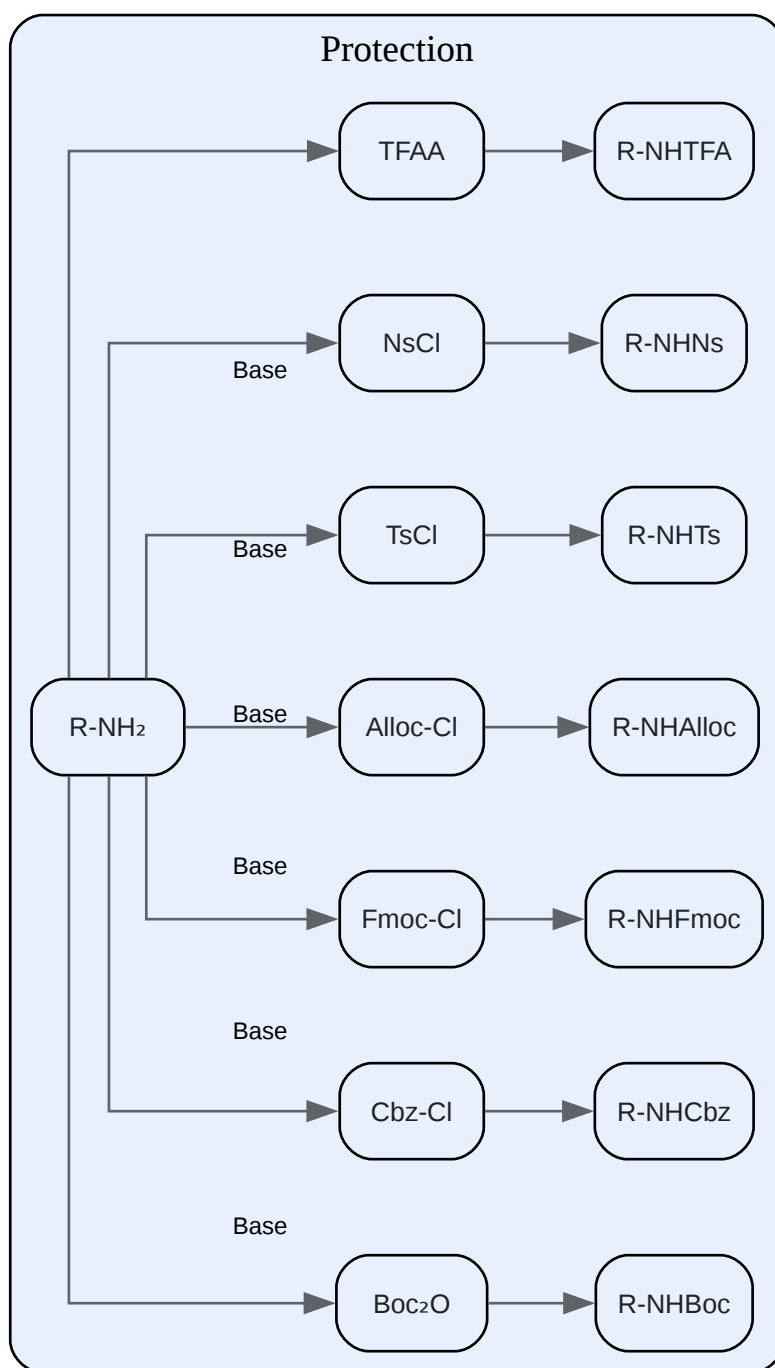 Protection
TFAA
R-NHTFA
NsCl
R-NHNs
Base
TsCl
R-NHTs
Base
R-NH₂
Base
Alloc-Cl
R-NHAlloc
Base
Fmoc-Cl
R-NHFmoc
Base
Cbz-Cl
R-NHCbz
Base
Boc₂O
R-NHBoc